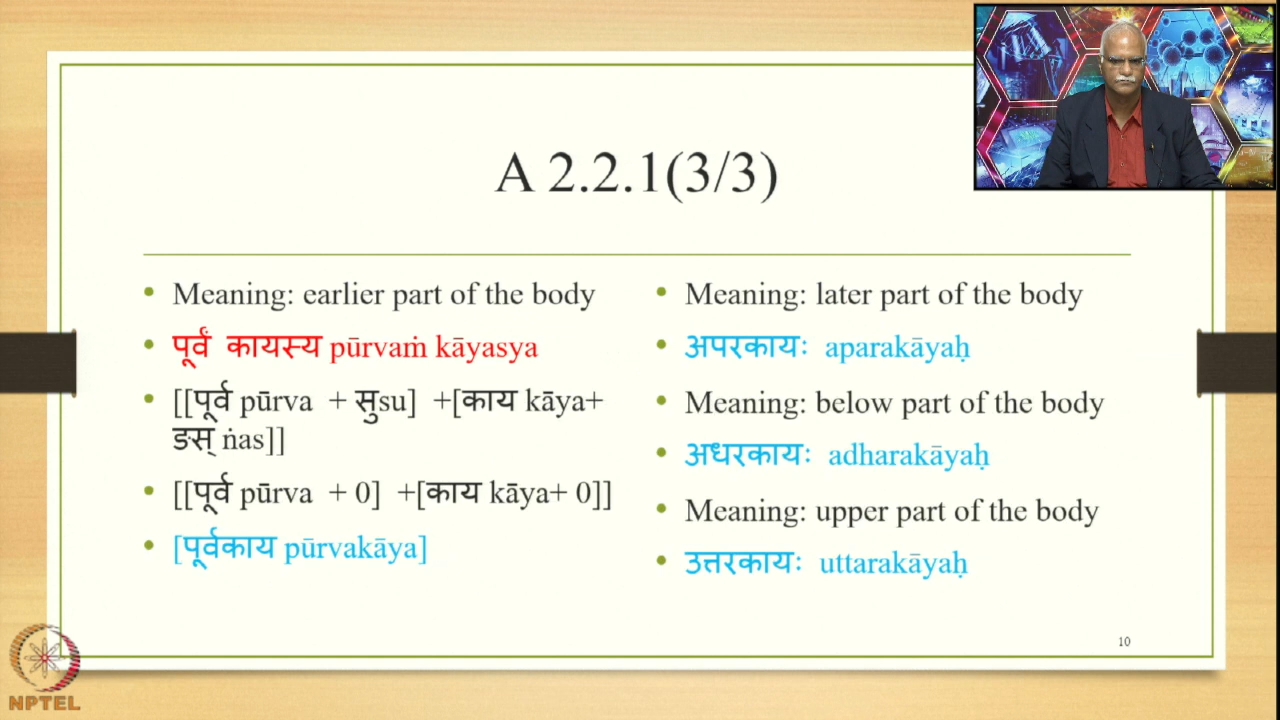 A 2.2.1(3/3)
• Meaning: earlier part of the body
• पूर्वं कायस्य pūrvaṁ kāyasya
• [[पूर्व pūrva + सुsu] +[काय kāya+
ङस् ṅas]]
• [[पूर्व pūrva + 0] +[काय kāya+ 0]]
• [पूर्वकाय pūrvakāya]
• Meaning: later part of the body
• अपरकायः aparakāyaḥ
• Meaning: below part of the body
• अधरकायः adharakāyaḥ
• Meaning: upper part of the body
• उत्तरकायः uttarakāyaḥ
10
NPTEL